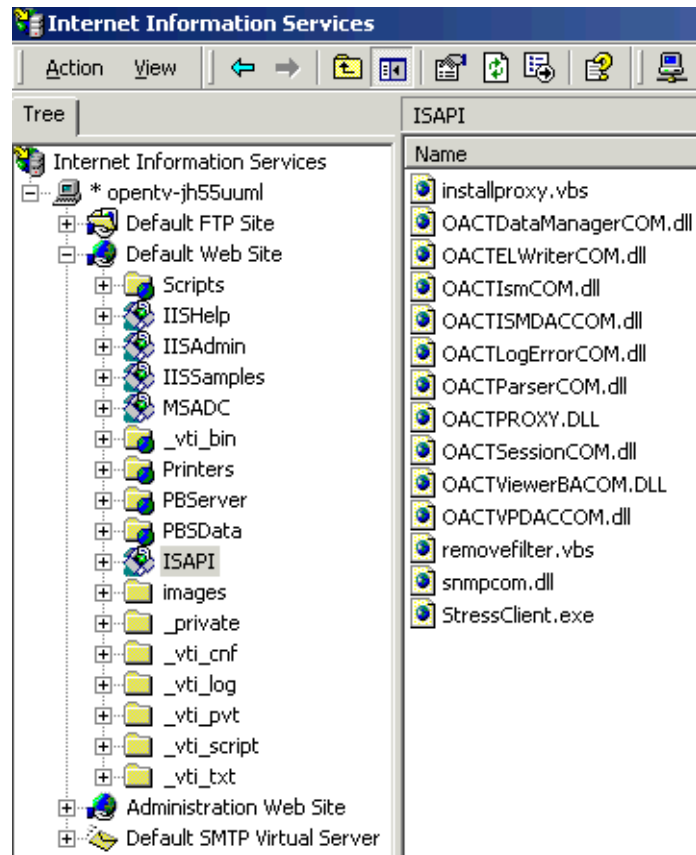 Internet Information Services
Action View
Tree
Internet Information Services
* opentv-jh55uuml
Default FTP Site
Default Web Site
Scripts
IISHelp
IISAdmin
IISSamples
MSADC
_vti_bin
Printers
PBServer
PBSData
ISAPI
images
_private
_vti_cnf
_vti_log
_vti_pvt
_vti_script
_vti_txt
Administration Web Site
Default SMTP Virtual Server
ISAPI
Name
installproxy.vbs
OACTDataManagerCOM.dll
OACTELWriterCOM.dll
OACTIsmCOM.dll
OACTISMDACCOM.dll
OACTLogErrorCOM.dll
OACTParserCOM.dll
OACTPROXY.DLL
OACTSessionCOM.dll
OACTViewerBACOM.DLL
OACTVPDACCOM.dll
removefilter.vbs
snmpcom.dll
StressClient.exe